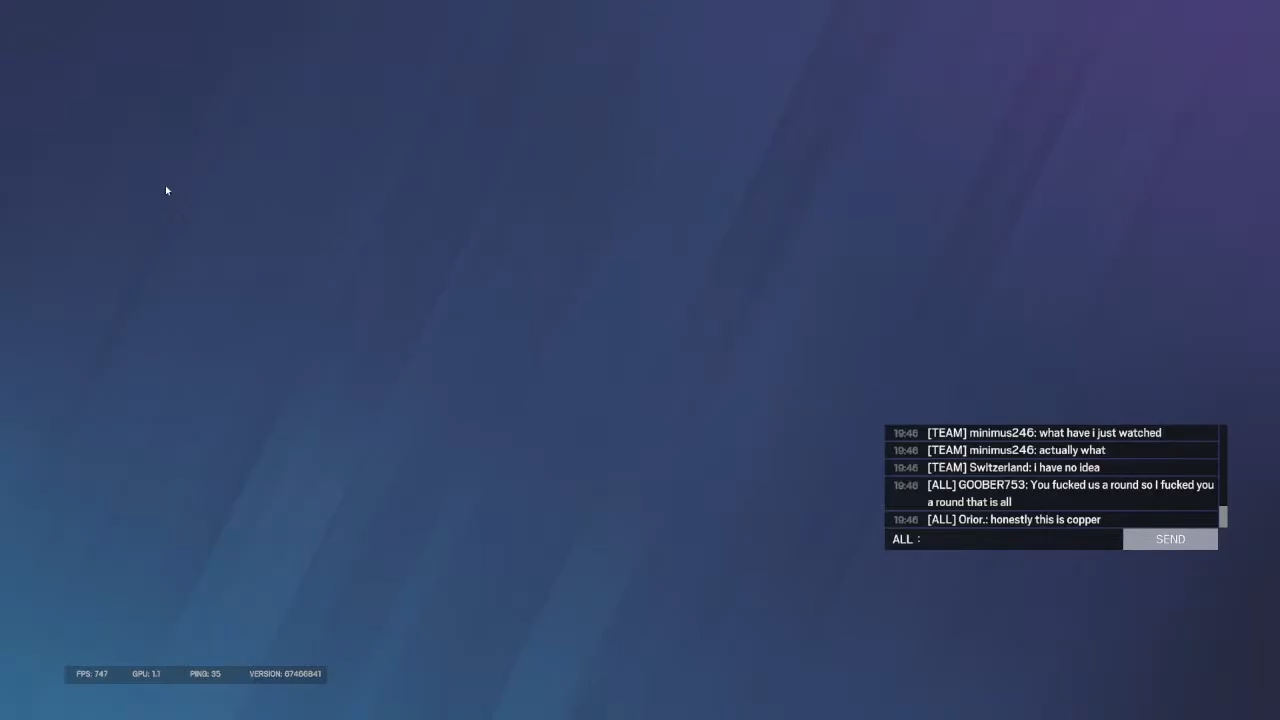 19:46 [TEAM] minimus246: what have i just watched
19:46 [TEAM] minimus246: actually what
19:46 [TEAM] Switzerland: i have no idea
19:46 [ALL] GOOBER753: You fucked us a round so I fucked you
a round that is all
19:46 [ALL] Orior.: honestly this is copper
ALL : SEND
FPS: 747 GPU: 1.1 PING: 35 VERSION: G7466841